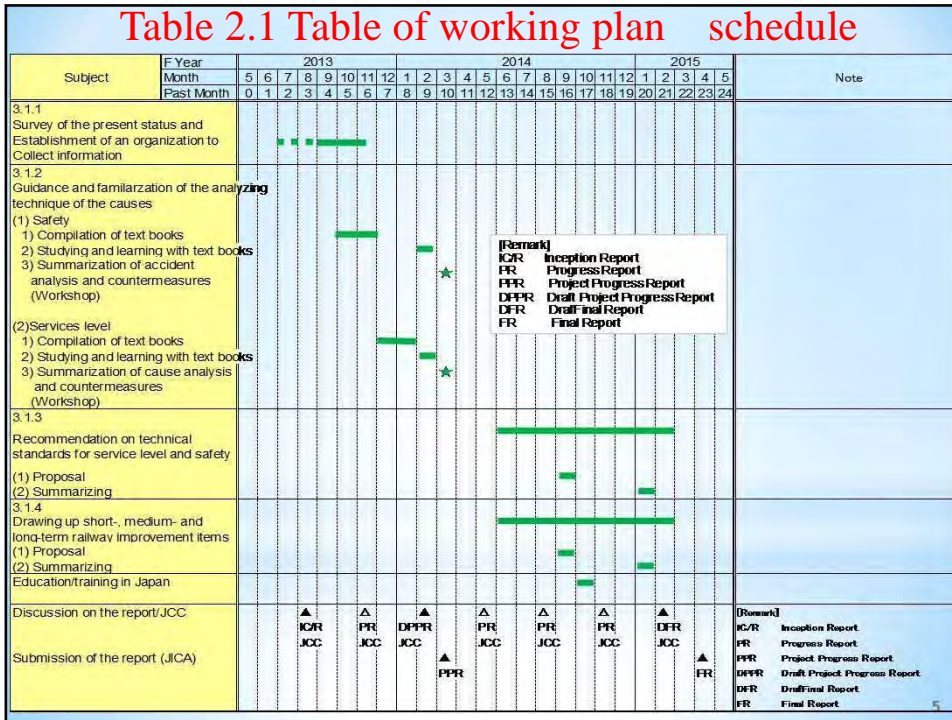 Table 2.1 Table of working plan schedule
Subject F Year 2013 2014 2015 Note
Month 5 6 7 8 9 10 11 12 1 2 3 4 5 6 7 8 9 10 11 12 1 2 3 4 5
Past Month 0 1 2 3 4 5 6 7 8 9 10 11 12 13 14 15 16 17 18 19 20 21 22 23 24
3.1.1
Survey of the present status and
Establishment of an organization to
Collect information
3.1.2
Guidance and familarzation of the analyzing
technique of the causes
(1) Safety
1) Compilation of text books
2) Studying and learning with text books
3) Summarization of accident
analysis and countermeasures
(Workshop)
[Remark]
IC/R Inception Report
PR Progress Report
PPR Project Progress Report
DPPR Draft Project Progress Report
DFR DrafFinal Report
FR Final Report
(2)Services level
1) Compilation of text books
2) Studying and learning with text books
3) Summarization of cause analysis
and countermeasures
(Workshop)
3.1.3
Recommendation on technical
standards for service level and safety
(1) Proposal
(2) Summarizing
3.1.4
Drawing up short-, medium- and
long-term railway improvement items
(1) Proposal
(2) Summarizing
Education/training in Japan
Discussion on the report/JCC
IC/R PR DPPR PR PR PR DFR
JCC JCC JCC JCC JCC JCC JCC
Submission of the report (JICA)
PPR FR
[Remark]
IC/R Inception Report
PR Progress Report
PPR Project Progress Report
DPPR Draft Project Progress Report
DFR DrafFinal Report
FR Final Report
5